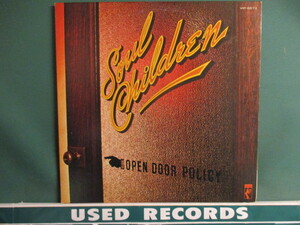 Soul
Children
OPEN DOOR POLICY
USED RECORDS